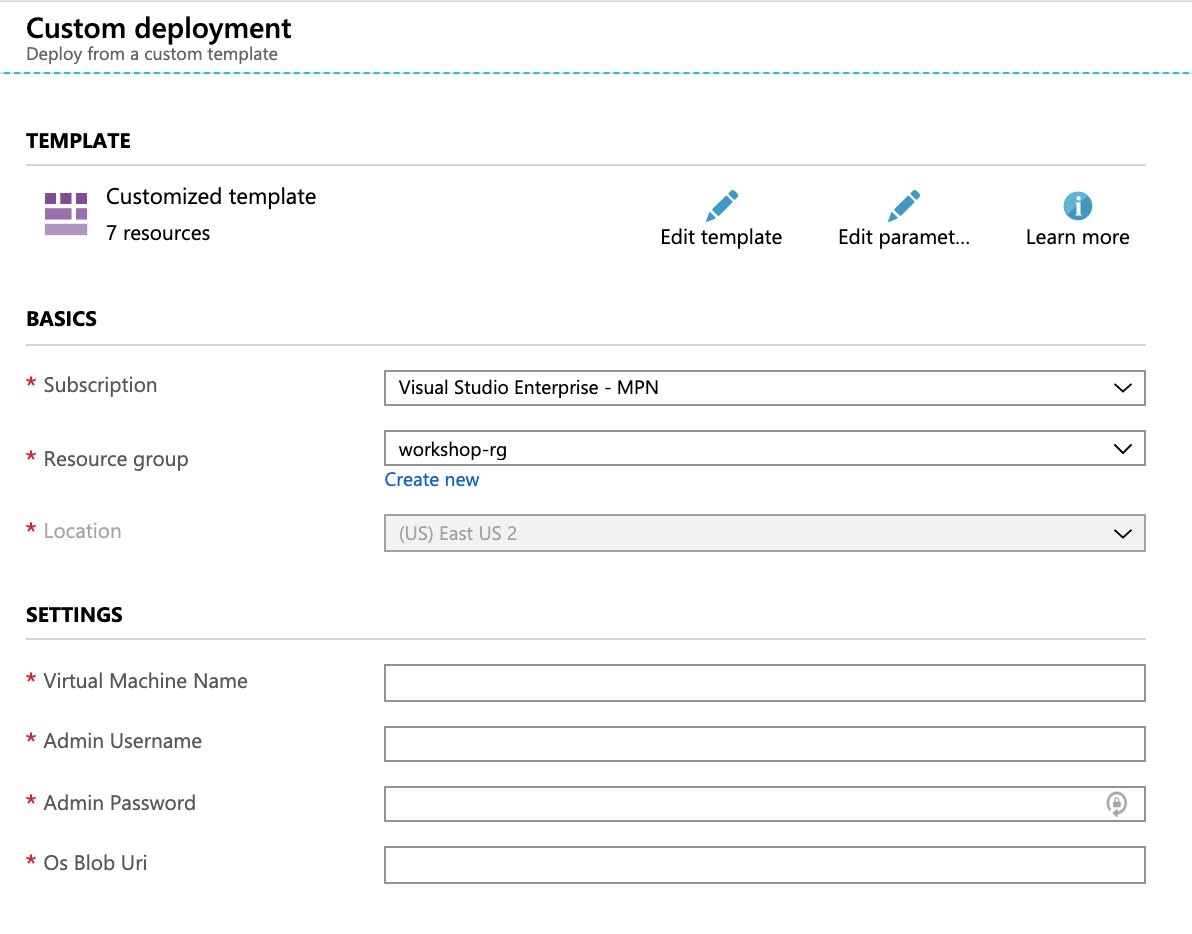 Custom deployment
Deploy from a custom template
TEMPLATE
Customized template
7 resources
Edit template
Edit paramet...
Learn more
BASICS
* Subscription
Visual Studio Enterprise - MPN
* Resource group
workshop-rg
Create new
* Location
(US) East US 2
SETTINGS
* Virtual Machine Name
* Admin Username
* Admin Password
* Os Blob Uri